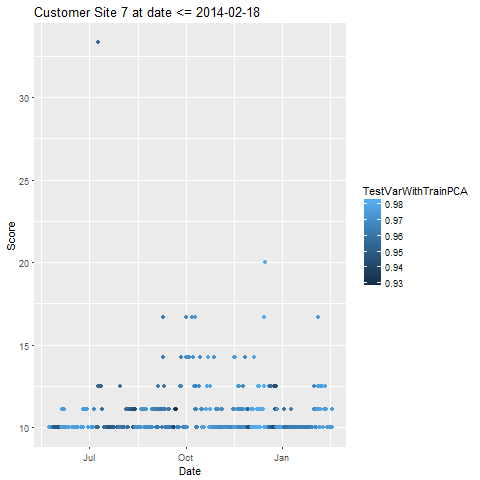 Customer Site 7 at date <= 2014-02-18
30
25
20
15
10
Score
Jul
Oct
Jan
Date
TestVarWithTrainPCA
0.98
0.97
0.96
0.95
0.94
0.93